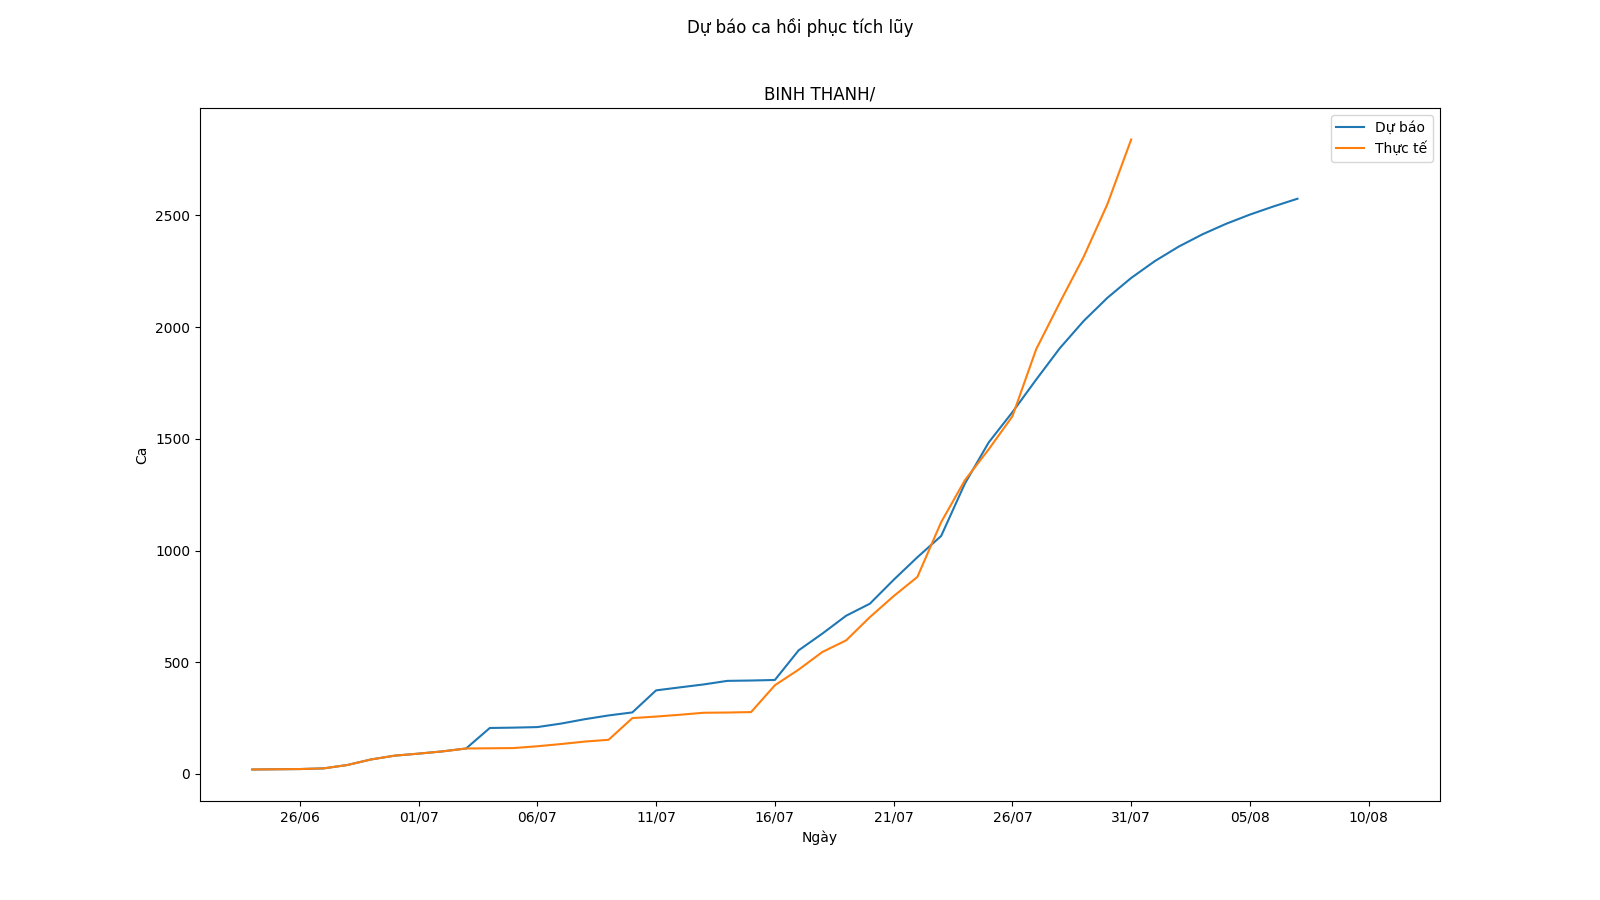 Dự báo ca hồi phục tích lũy
BINH THANH/
Dự báo
Thực tế
2500
2000
1500
1000
500
0
Ca
26/06 01/07 06/07 11/07 16/07 21/07 26/07 31/07 05/08 10/08
Ngày